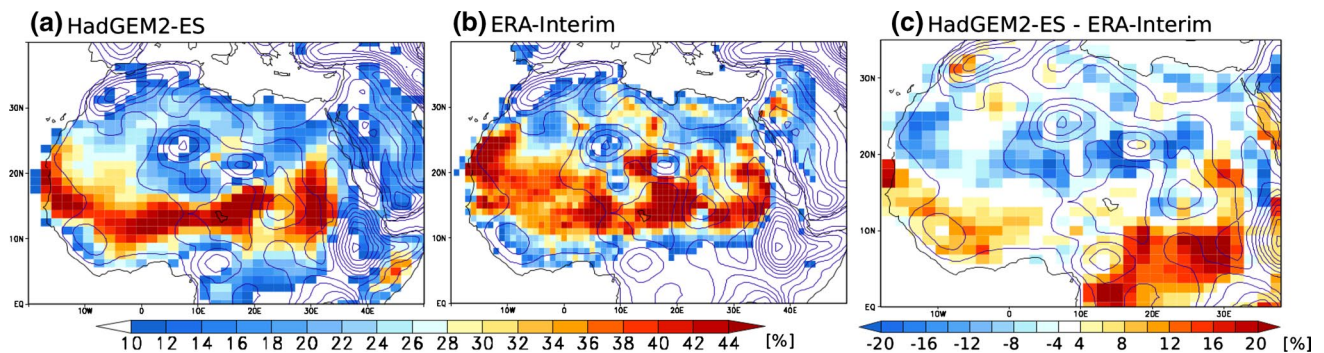 (a) HadGEM2-ES
(b) ERA-Interim
(c) HadGEM2-ES - ERA-Interim
30N
20N
10N
EQ
10W 0 10E 20E 30E 40E
30N
20N
10N
EQ
10W 0 10E 20E 30E 40E
30N
20N
10N
EQ
10W 0 10E 20E 30E
10 12 14 16 18 20 22 24 26 28 30 32 34 36 38 40 42 44 [%]
-20 -16 -12 -8 -4 4 8 12 16 20 [%]